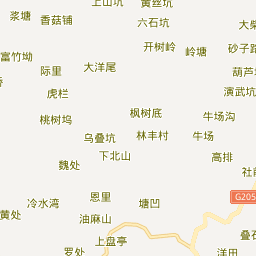 上山坑
黄丝坑
浆塘
香菇铺
六石坑
大柴
开树岭
岭塘
砂子路
富竹坳
际里
大洋尾
葫芦
虎栏
演武坑
桃树坞
枫树底
牛场沟
乌叠坑
林丰村
牛场
下北山
高排
魏处
社前
恩里
冷水湾
塘凹
G205
黄处
油麻山
叠石
上盘亭
罗处
洋田